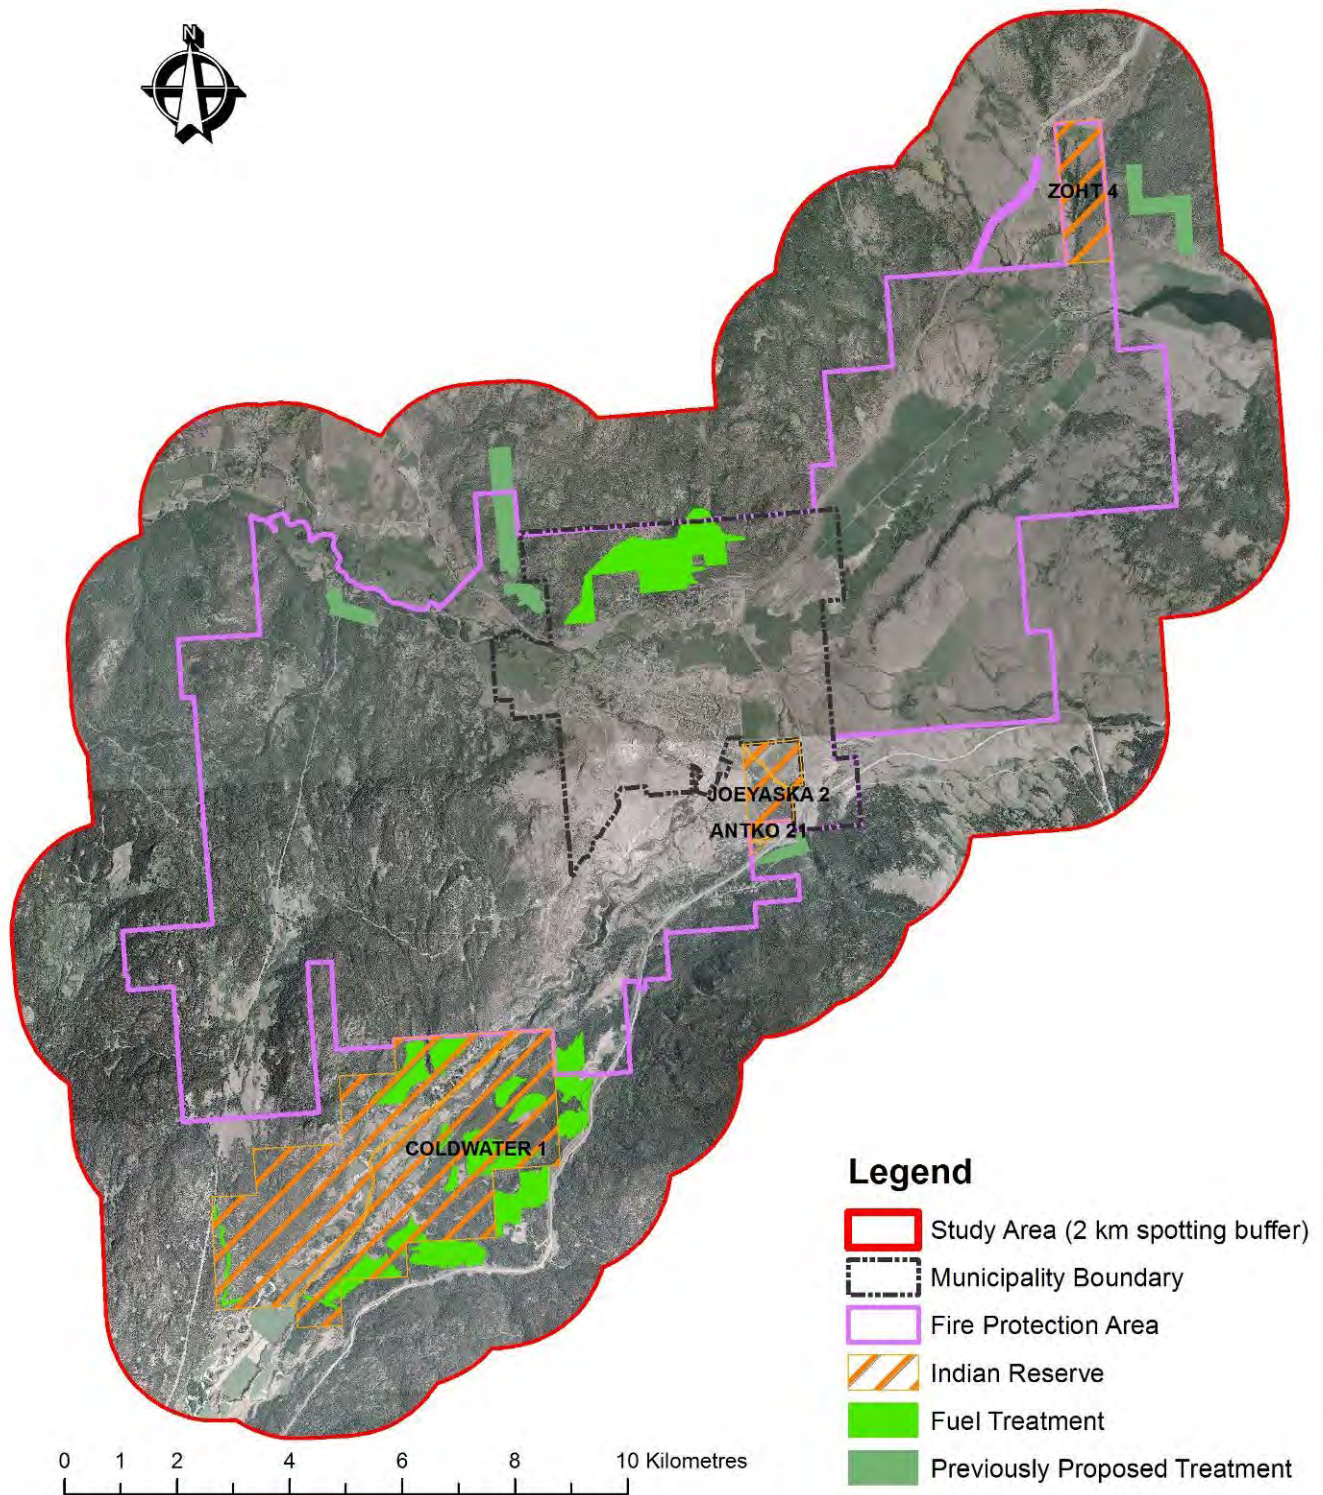 N
ZOHT 4
JOEYASKA 2
ANTKO 21
COLDWATER 1
Legend
Study Area (2 km spotting buffer)
Municipality Boundary
Fire Protection Area
Indian Reserve
Fuel Treatment
Previously Proposed Treatment
0 1 2 4 6 8 10 Kilometres